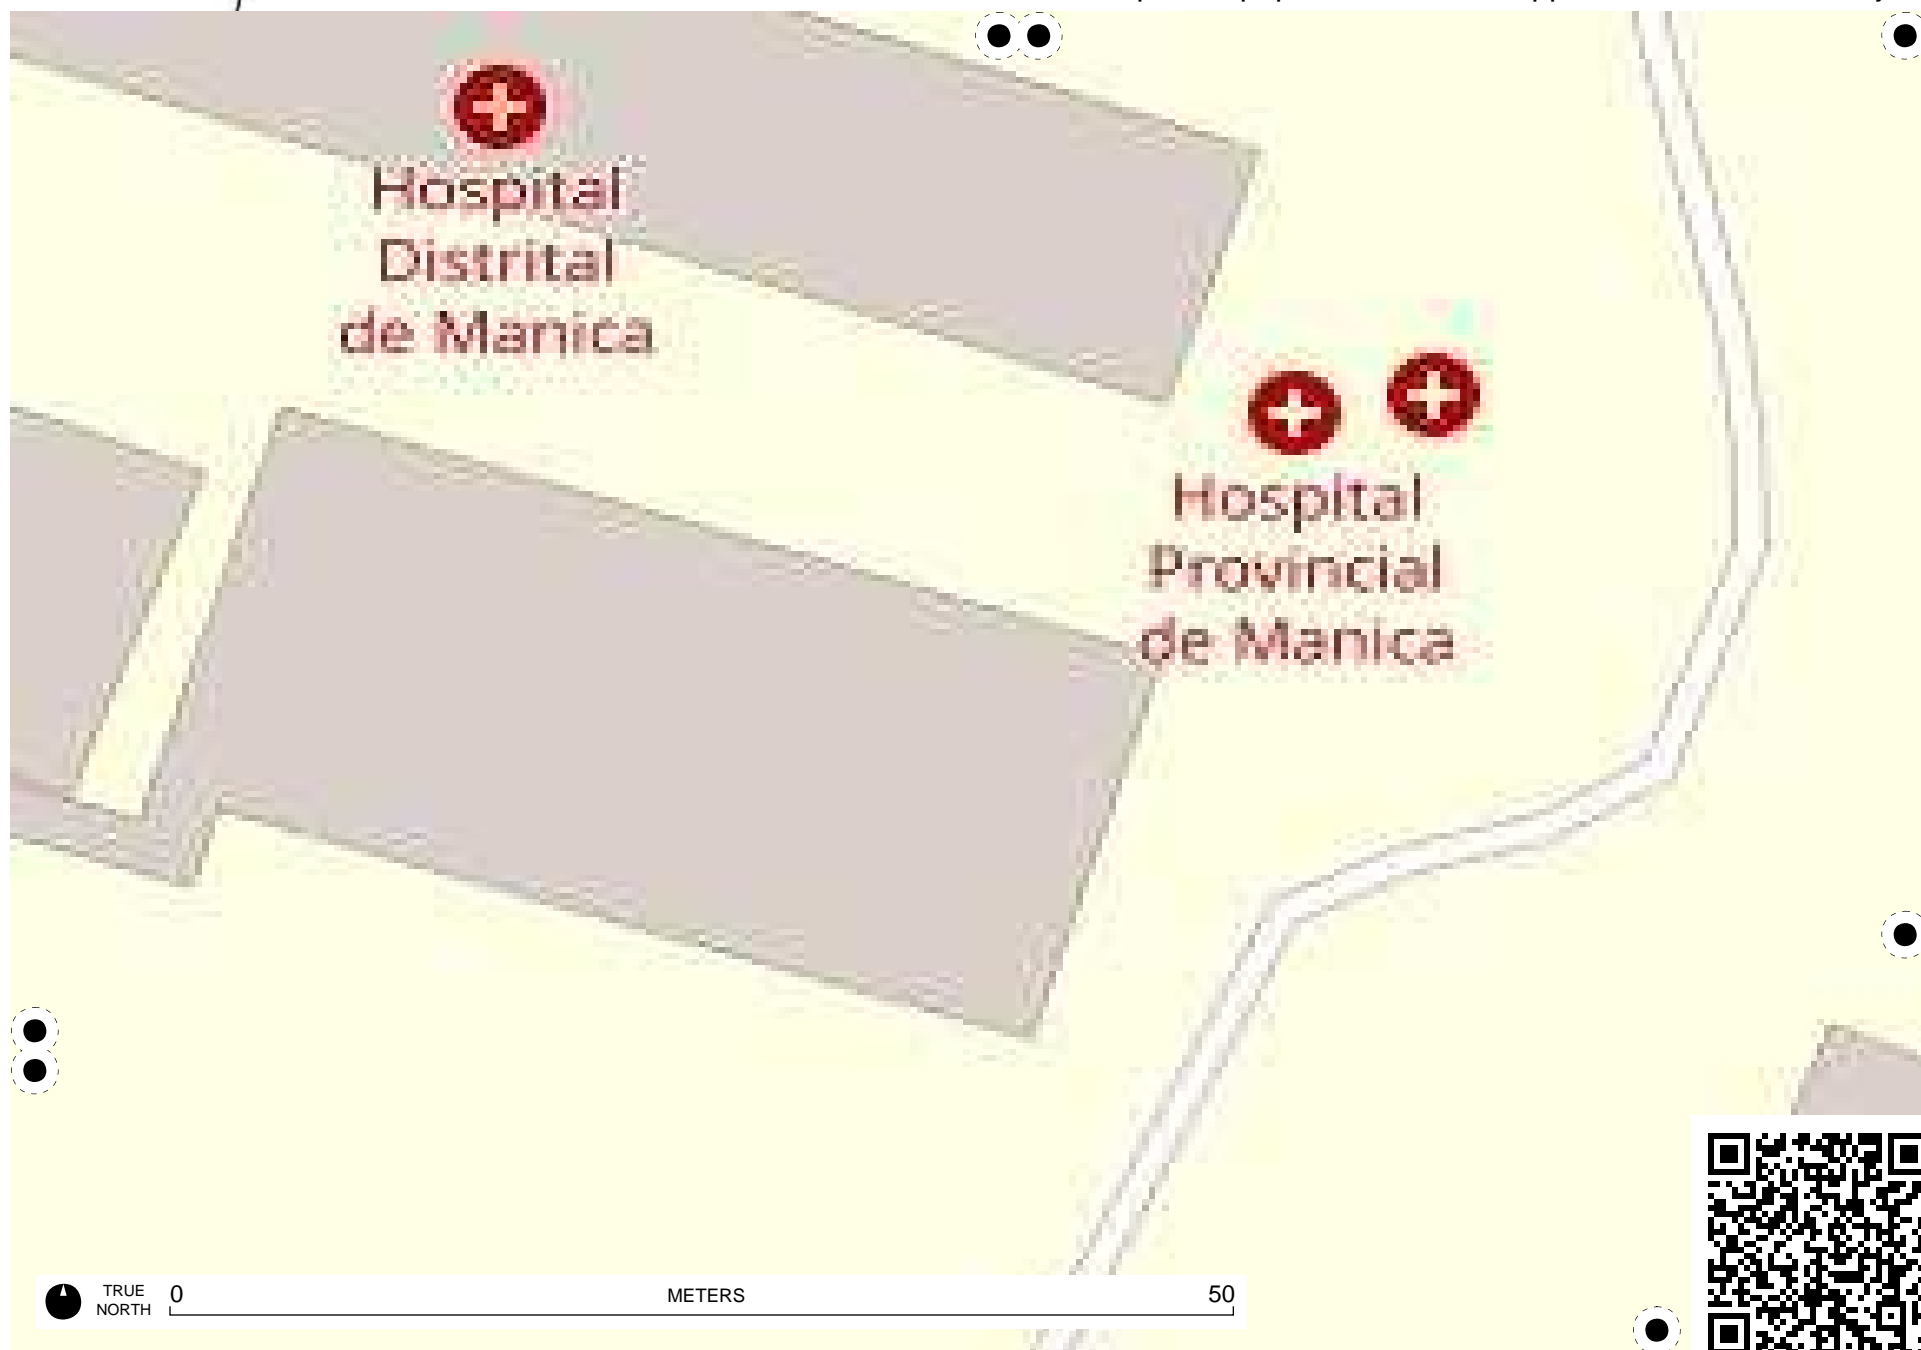 Hospital
Distrital
de Manica
Hospital
Provincial
de Manica
TRUE
NORTH
0
METERS
50